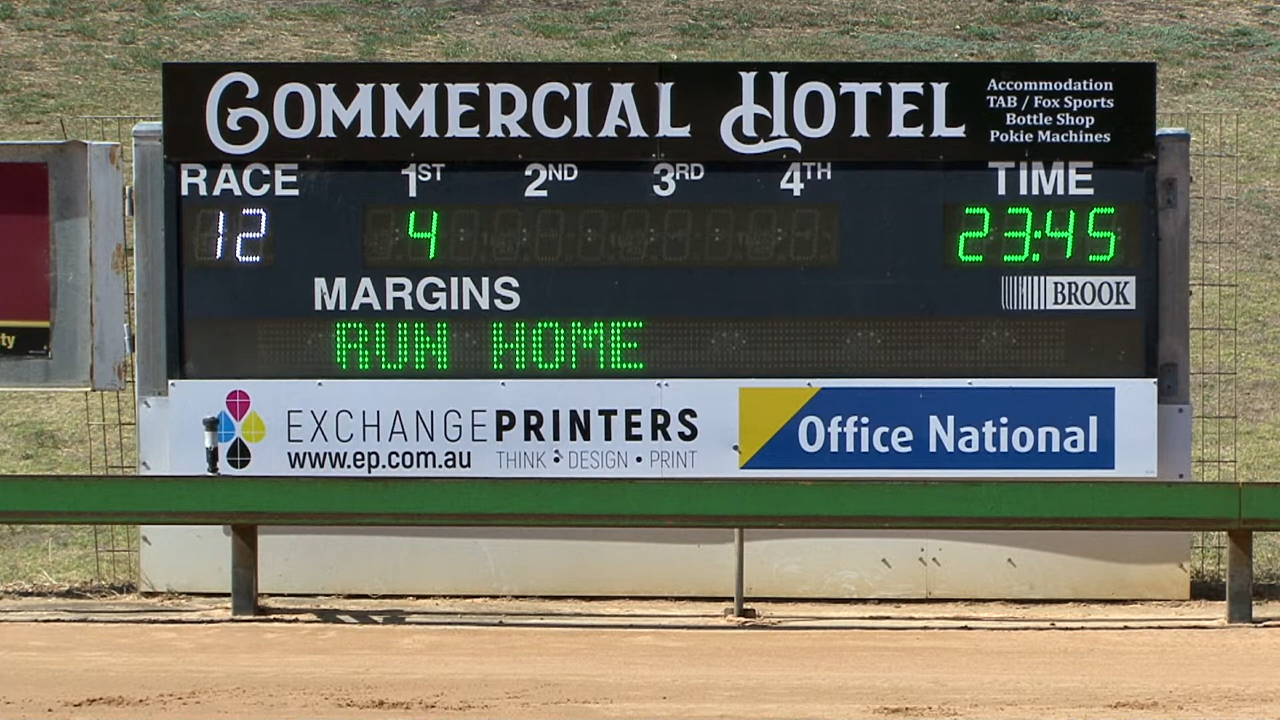 COMMERCIAL HOTEL
Accommodation
TAB / Fox Sports
Bottle Shop
Pokie Machines
RACE 1ST 2ND 3RD 4TH TIME
12 4 23:45
MARGINS
BROOK
RUN HOME
EXCHANGEPRINTERS
www.ep.com.au THINK • DESIGN • PRINT
Office National
ty